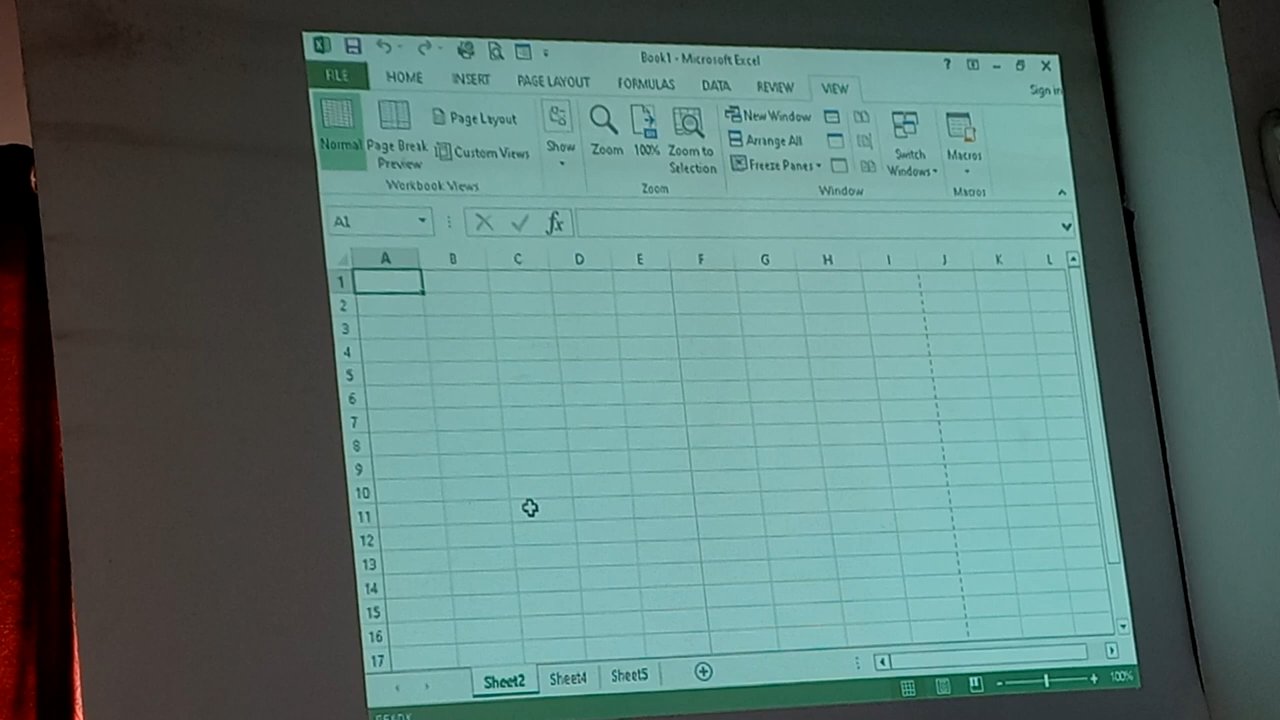 Book1 - Microsoft Excel
?
FILE HOME INSERT PAGE LAYOUT FORMULAS DATA REVIEW VIEW Sign in
Normal
Page Break Preview
Page Layout
Custom Views
Workbook Views
Show
Zoom
100%
Zoom to Selection
Zoom
New Window
Arrange All
Freeze Panes
Switch Windows
Window
Macros
Macros
A1
fx
A B C D E F G H I J K L
1
2
3
4
5
6
7
8
9
10
11
12
13
14
15
16
17
Sheet2 Sheet4 Sheet5
100%
READY